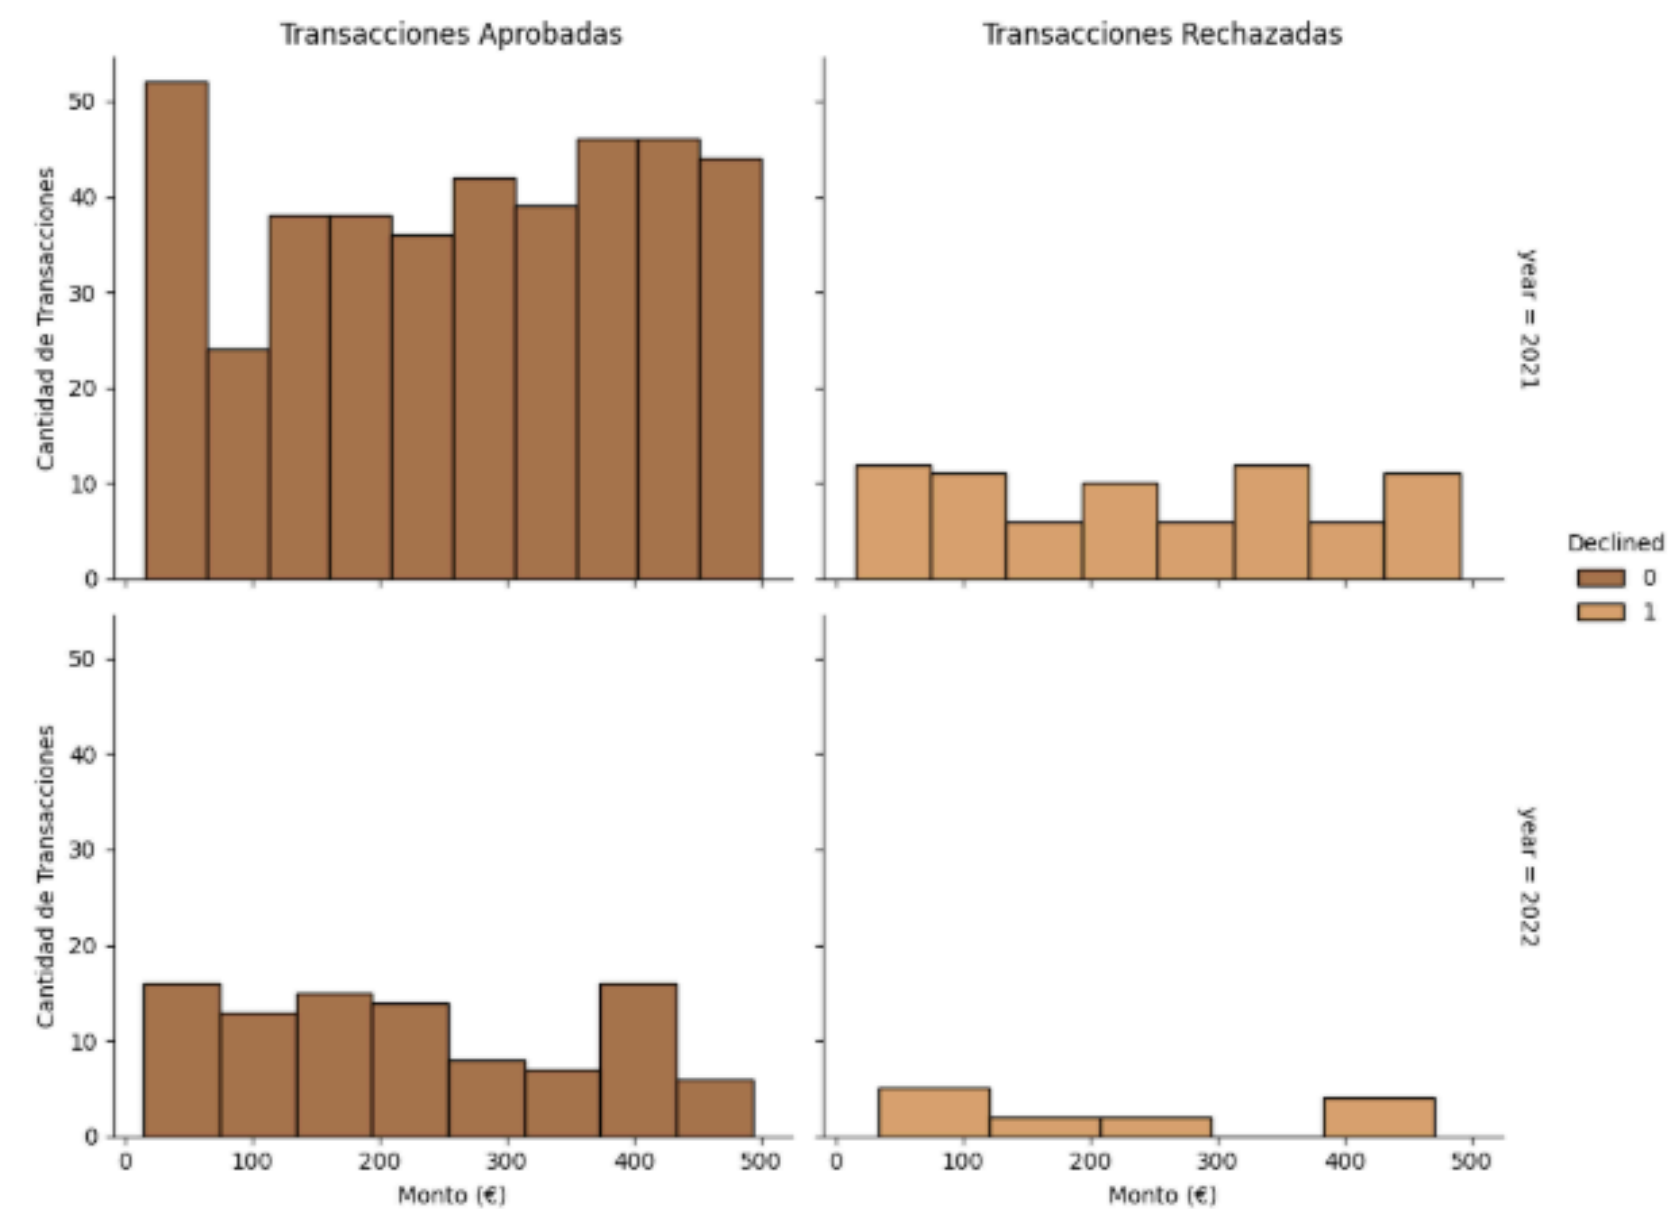 Transacciones Aprobadas
Transacciones Rechazadas
Cantidad de Transacciones
50
40
30
20
10
0
year = 2021
Declined
0
1
Cantidad de Transacciones
50
40
30
20
10
0
year = 2022
0 100 200 300 400 500
0 100 200 300 400 500
Monto (€)
Monto (€)